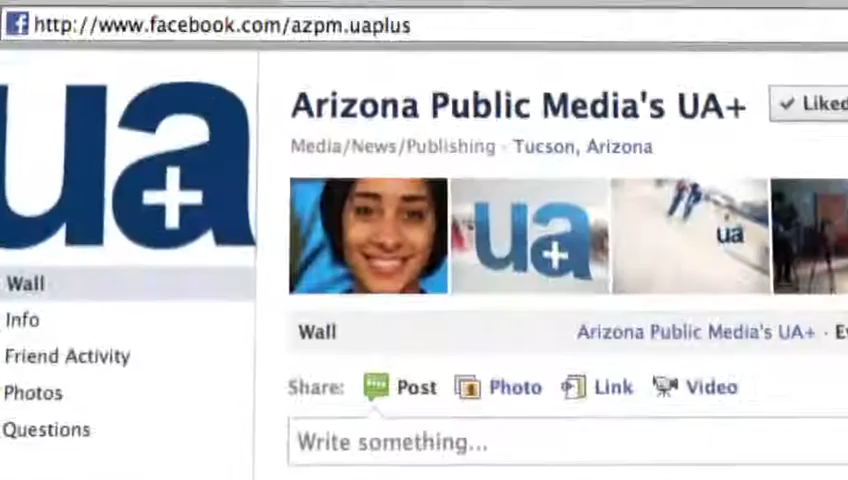 http://www.facebook.com/azpm.uaplus
ua+
Arizona Public Media's UA+
Liked
Media/News/Publishing · Tucson, Arizona
ua+
ua
Wall
Info
Friend Activity
Photos
Questions
Wall
Arizona Public Media's UA+ ·
Share: Post Photo Link Video
Write something...